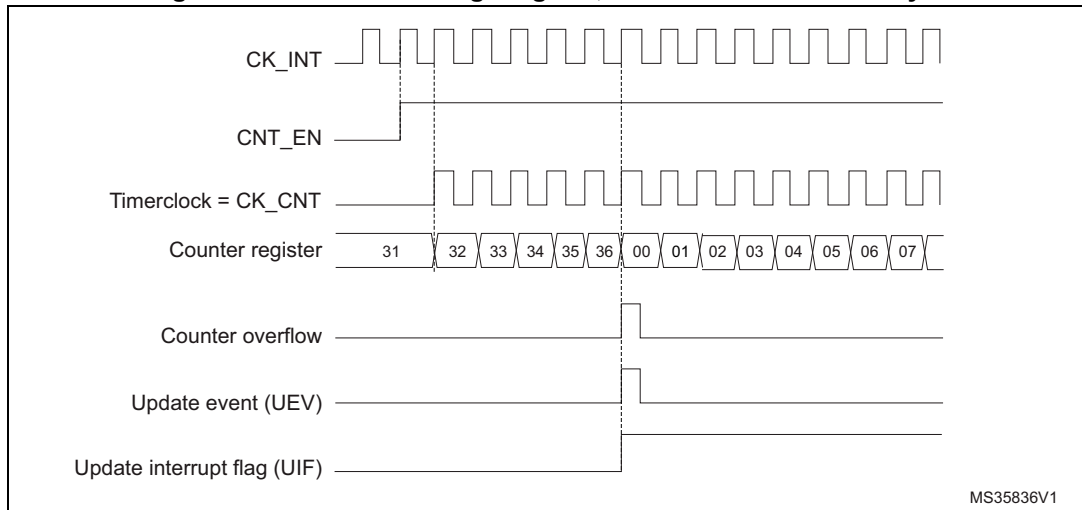 CK_INT
CNT_EN
Timerclock = CK_CNT
Counter register 31 32 33 34 35 36 00 01 02 03 04 05 06 07
Counter overflow
Update event (UEV)
Update interrupt flag (UIF)
MS35836V1